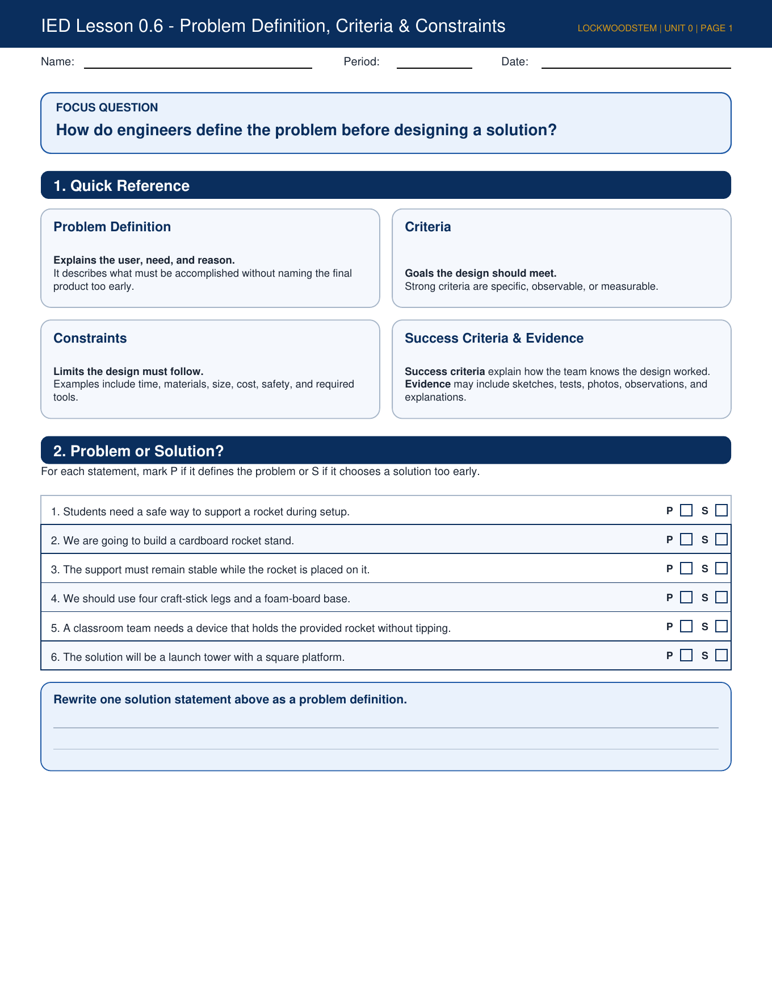 IED Lesson 0.6 - Problem Definition, Criteria & Constraints
LOCKWOODSTEM | UNIT 0 | PAGE 1
Name: Period: Date:
FOCUS QUESTION
How do engineers define the problem before designing a solution?
1. Quick Reference
Problem Definition
Explains the user, need, and reason.
It describes what must be accomplished without naming the final
product too early.
Criteria
Goals the design should meet.
Strong criteria are specific, observable, or measurable.
Constraints
Limits the design must follow.
Examples include time, materials, size, cost, safety, and required
tools.
Success Criteria & Evidence
Success criteria explain how the team knows the design worked.
Evidence may include sketches, tests, photos, observations, and
explanations.
2. Problem or Solution?
For each statement, mark P if it defines the problem or S if it chooses a solution too early.
1. Students need a safe way to support a rocket during setup. P S
2. We are going to build a cardboard rocket stand. P S
3. The support must remain stable while the rocket is placed on it. P S
4. We should use four craft-stick legs and a foam-board base. P S
5. A classroom team needs a device that holds the provided rocket without tipping. P S
6. The solution will be a launch tower with a square platform. P S
Rewrite one solution statement above as a problem definition.